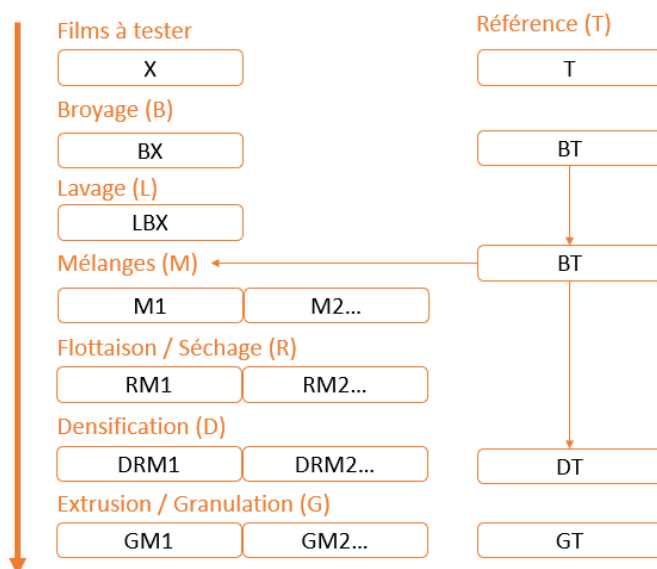 Films à tester
Référence (T)
X
T
Broyage (B)
BX
BT
Lavage (L)
LBX
Mélanges (M)
BT
M1
M2...
Flottaison / Séchage (R)
RM1
RM2...
Densification (D)
DRM1
DRM2...
DT
Extrusion / Granulation (G)
GM1
GM2...
GT